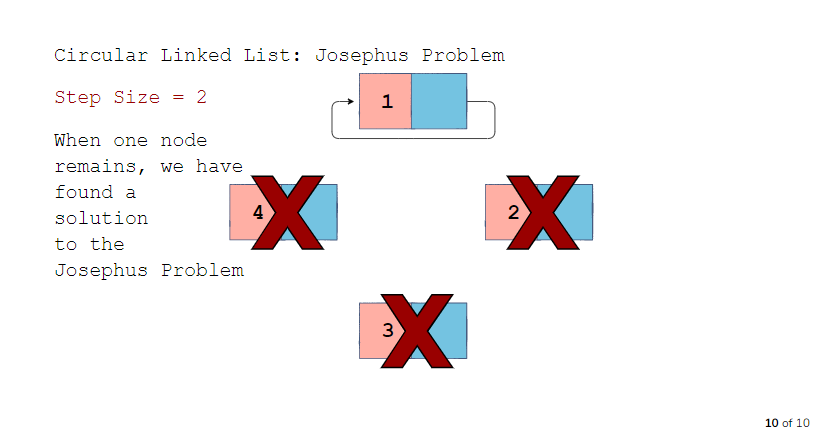 Circular Linked List: Josephus Problem
Step Size = 2
1
When one node
remains, we have
found a
solution
to the
Josephus Problem
4
2
3
10 of 10